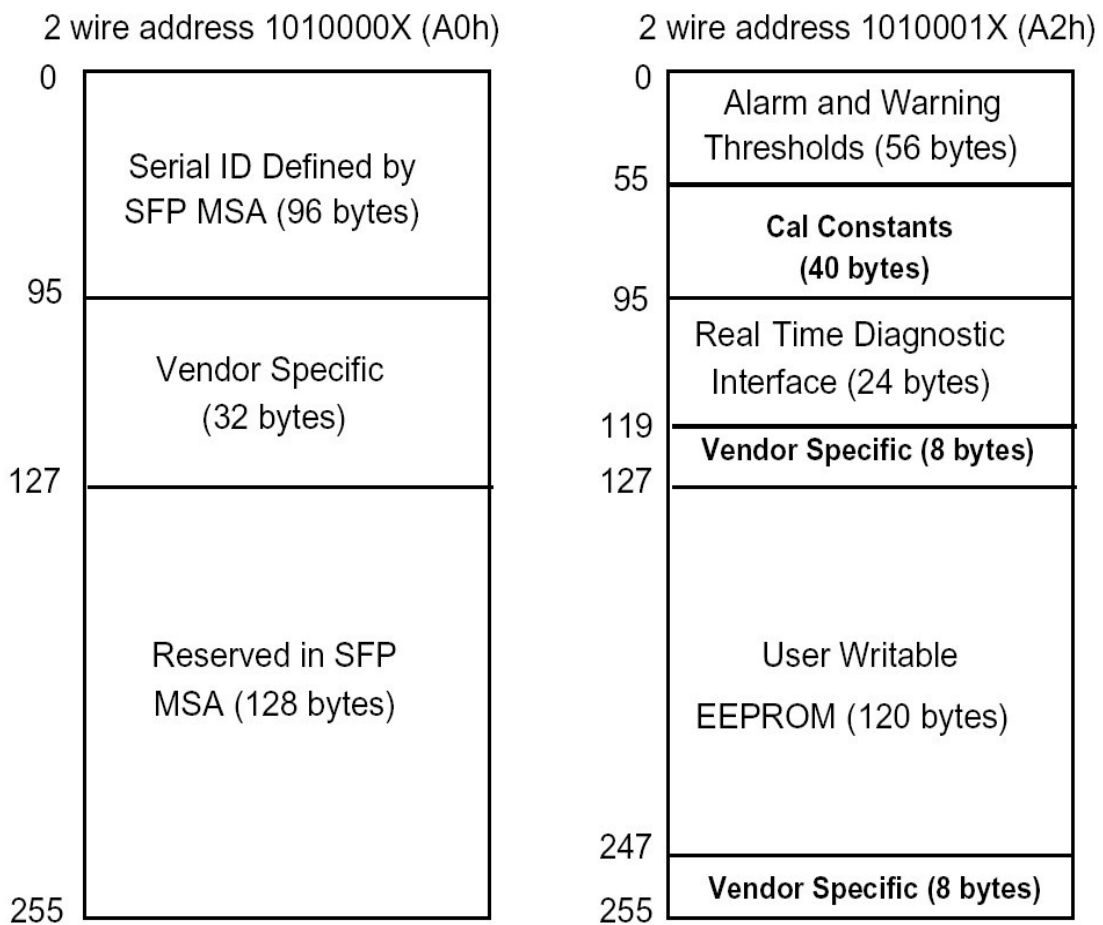 2 wire address 1010000X (A0h)
0
Serial ID Defined by
SFP MSA (96 bytes)
95
Vendor Specific
(32 bytes)
127
Reserved in SFP
MSA (128 bytes)
255
2 wire address 1010001X (A2h)
0
Alarm and Warning
Thresholds (56 bytes)
55
Cal Constants
(40 bytes)
95
Real Time Diagnostic
Interface (24 bytes)
119
Vendor Specific (8 bytes)
127
User Writable
EEPROM (120 bytes)
247
Vendor Specific (8 bytes)
255